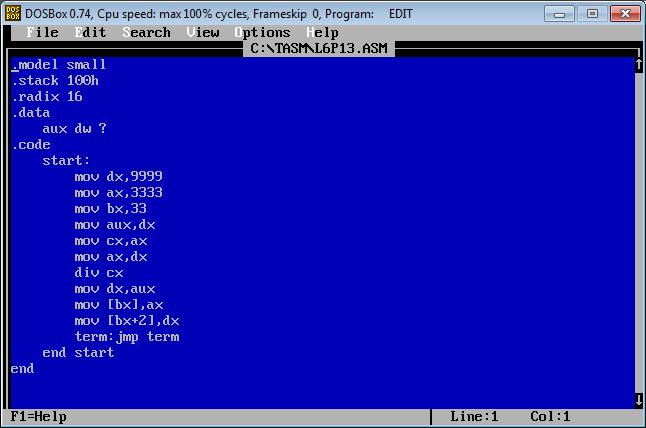 DOS BOX DOSBox 0.74, Cpu speed: max 100% cycles, Frameskip 0, Program: EDIT
File Edit Search View Options Help
C:\TASM\L6P13.ASM
.model small
.stack 100h
.radix 16
.data
aux dw ?
.code
start:
mov dx,9999
mov ax,3333
mov bx,33
mov aux,dx
mov cx,ax
mov ax,dx
div cx
mov dx,aux
mov [bx],ax
mov [bx+2],dx
term:jmp term
end start
end
F1=Help Line:1 Col:1